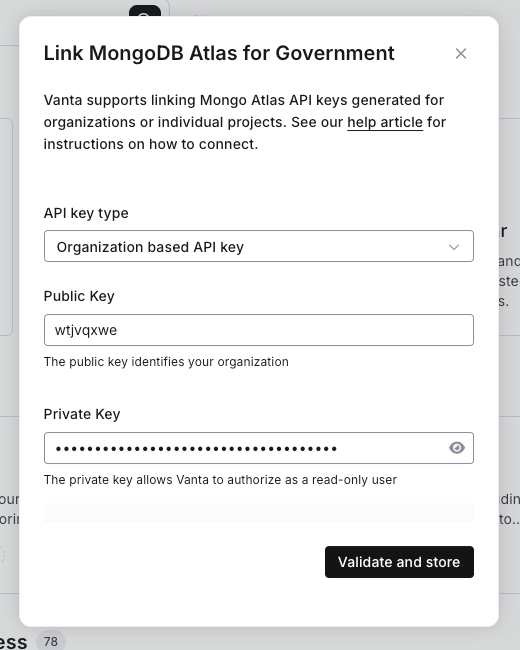 Link MongoDB Atlas for Government
Vanta supports linking Mongo Atlas API keys generated for
organizations or individual projects. See our help article for
instructions on how to connect.
API key type
Organization based API key
Public Key
wtjvqxwe
The public key identifies your organization
Private Key
••••••••••••••••••••••••••••••••••••
The private key allows Vanta to authorize as a read-only user
Validate and store
78